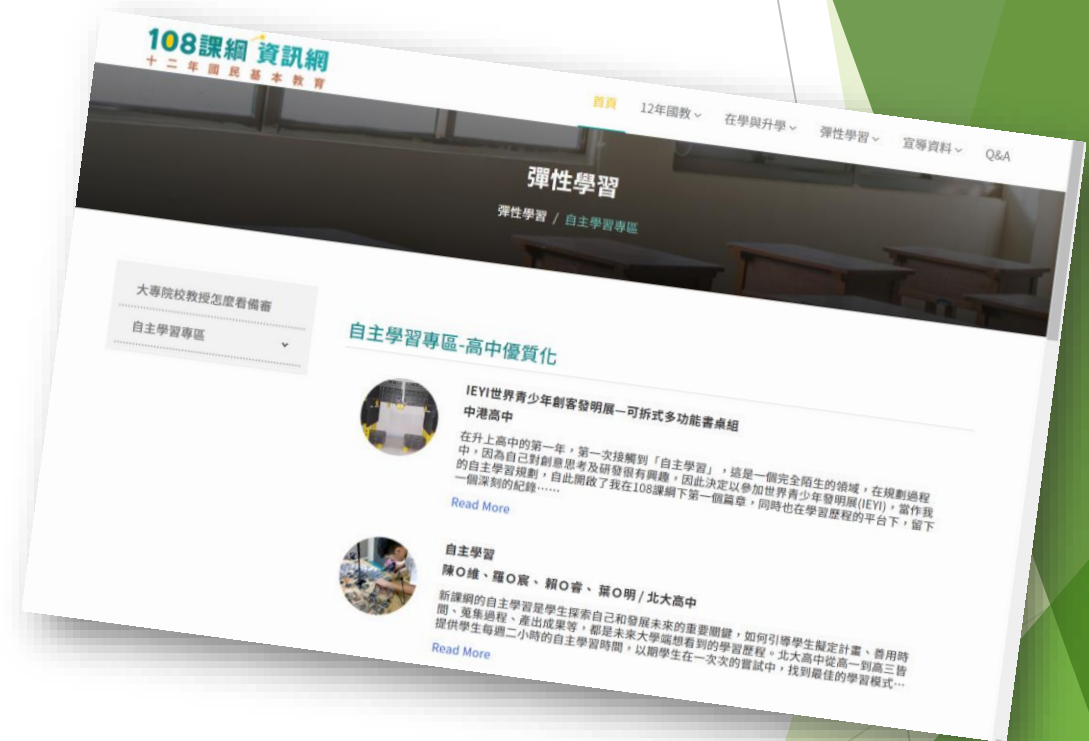 108課綱 資訊網
十二年國民基本教育
首頁 12年國教 在學與升學 彈性學習 宣導資料 Q&A
彈性學習
彈性學習 / 自主學習專區
大專院校教授怎麼看備審
自主學習專區
自主學習專區-高中優質化
IEYI世界青少年創客發明展—可拆式多功能書桌組
中港高中
在升上高中的第一年，第一次接觸到「自主學習」，這是一個完全陌生的領域，在規劃過程
中，因為自己對創意思考及研發很有興趣，因此決定以參加世界青少年發明展(IEYI)，當作我
的自主學習規劃，自此開啟了我在108課綱下第一個篇章，同時也在學習歷程的平台下，留下
一個深刻的紀錄……
Read More
自主學習
陳O維、羅O宸、賴O睿、葉O明 / 北大高中
新課綱的自主學習是學生探索自己和發展未來的重要關鍵，如何引導學生擬定計畫、善用時
間、蒐集過程、產出成果等，都是未來大學端想看到的學習歷程。北大高中從高一到高三皆
提供學生每週二小時的自主學習時間，以期學生在一次次的嘗試中，找到最佳的學習模式…
Read More